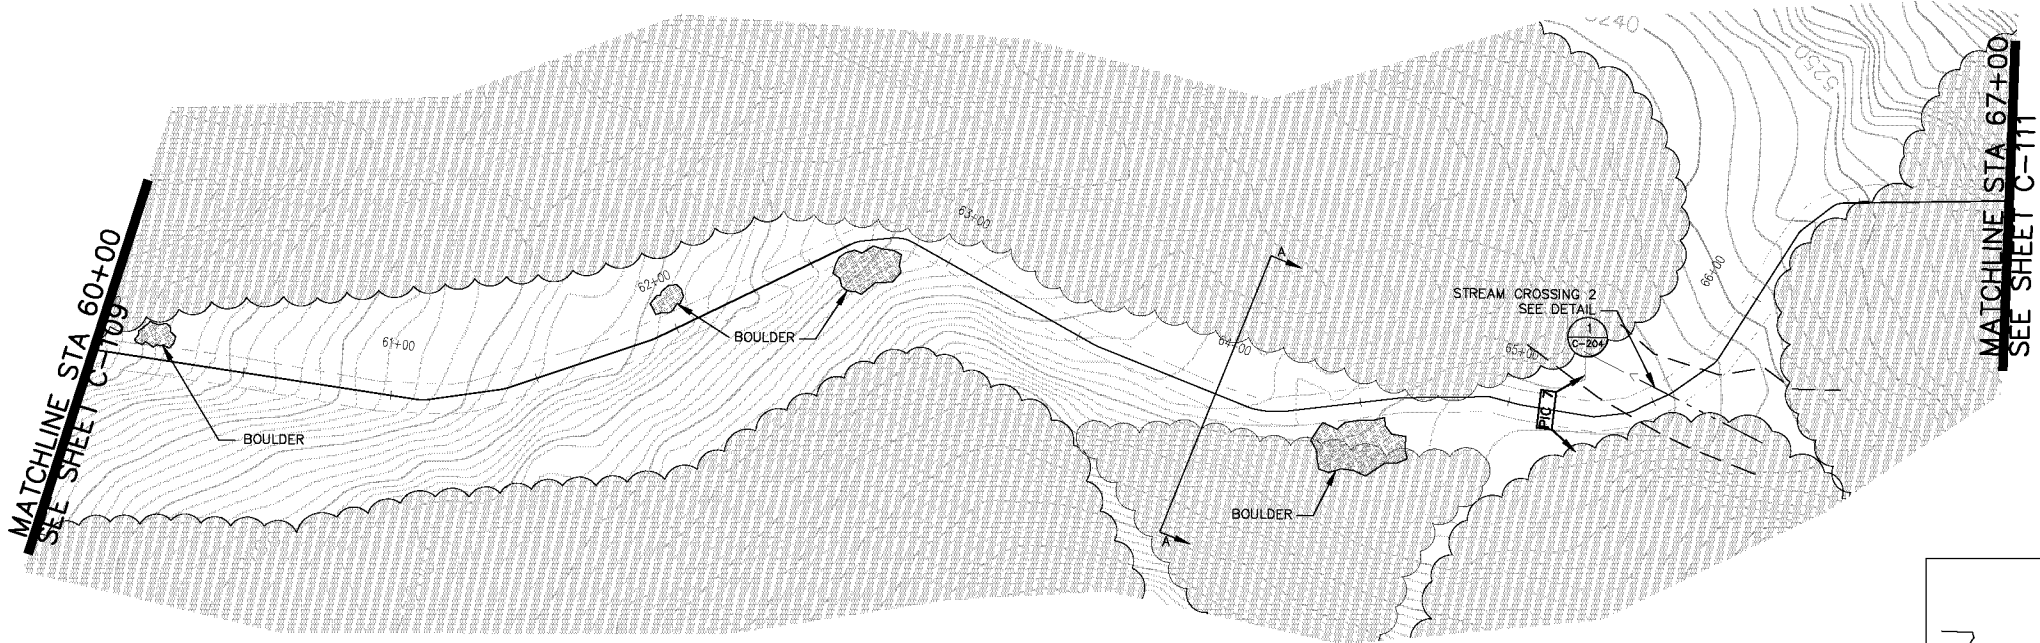 5240
5250
MATCHLINE STA 60+00
SEE SHEET C-109
BOULDER
61+00
62+00
BOULDER
63+00
A
A
64+00
BOULDER
STREAM CROSSING 2
SEE DETAIL
1
C-204
65+00
PIC 7
66+00
MATCHLINE STA 67+00
SEE SHEET C-111